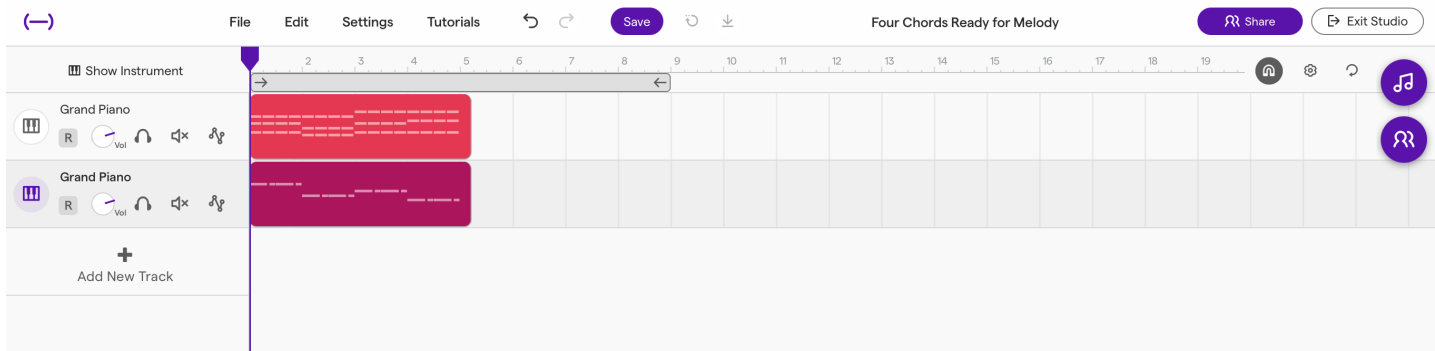 File Edit Settings Tutorials Save Four Chords Ready for Melody Share Exit Studio
Show Instrument
2 3 4 5 6 7 8 9 10 11 12 13 14 15 16 17 18 19
Grand Piano
R Vol
Grand Piano
R Vol
Add New Track